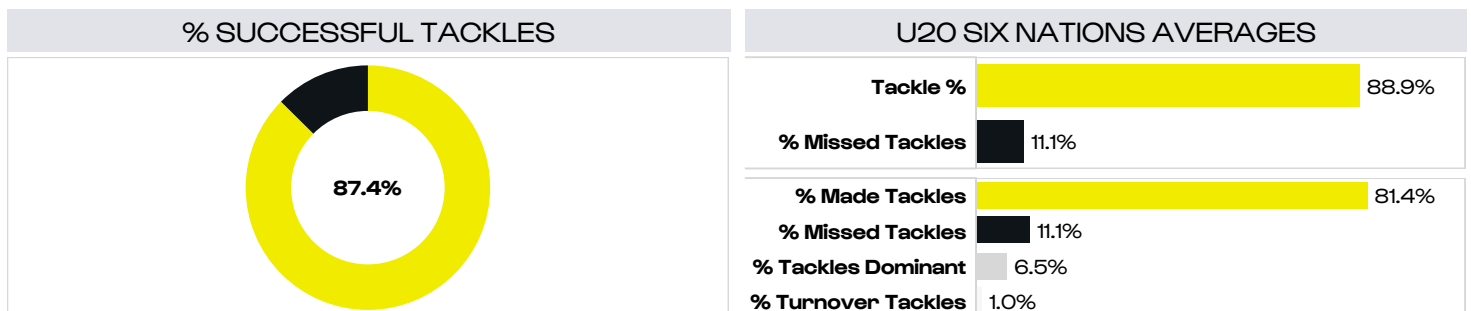 % SUCCESSFUL TACKLES
87.4%
U20 SIX NATIONS AVERAGES
Tackle % 88.9%
% Missed Tackles 11.1%
% Made Tackles 81.4%
% Missed Tackles 11.1%
% Tackles Dominant 6.5%
% Turnover Tackles 1.0%